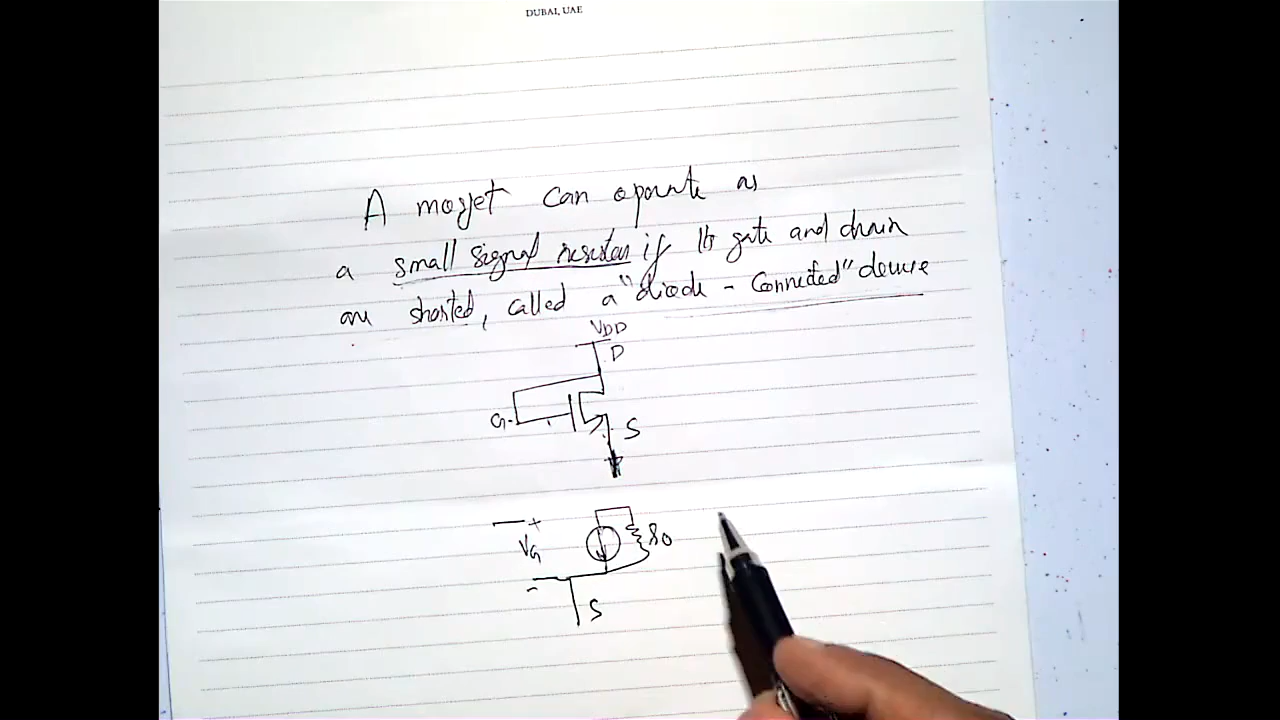 DUBAI, UAE
A mosfet can operate as
a small signal resistor if its gate and drain
are shorted, called a "diode - connected" device
VDD
D
G
S
+
VG
ro
-
S